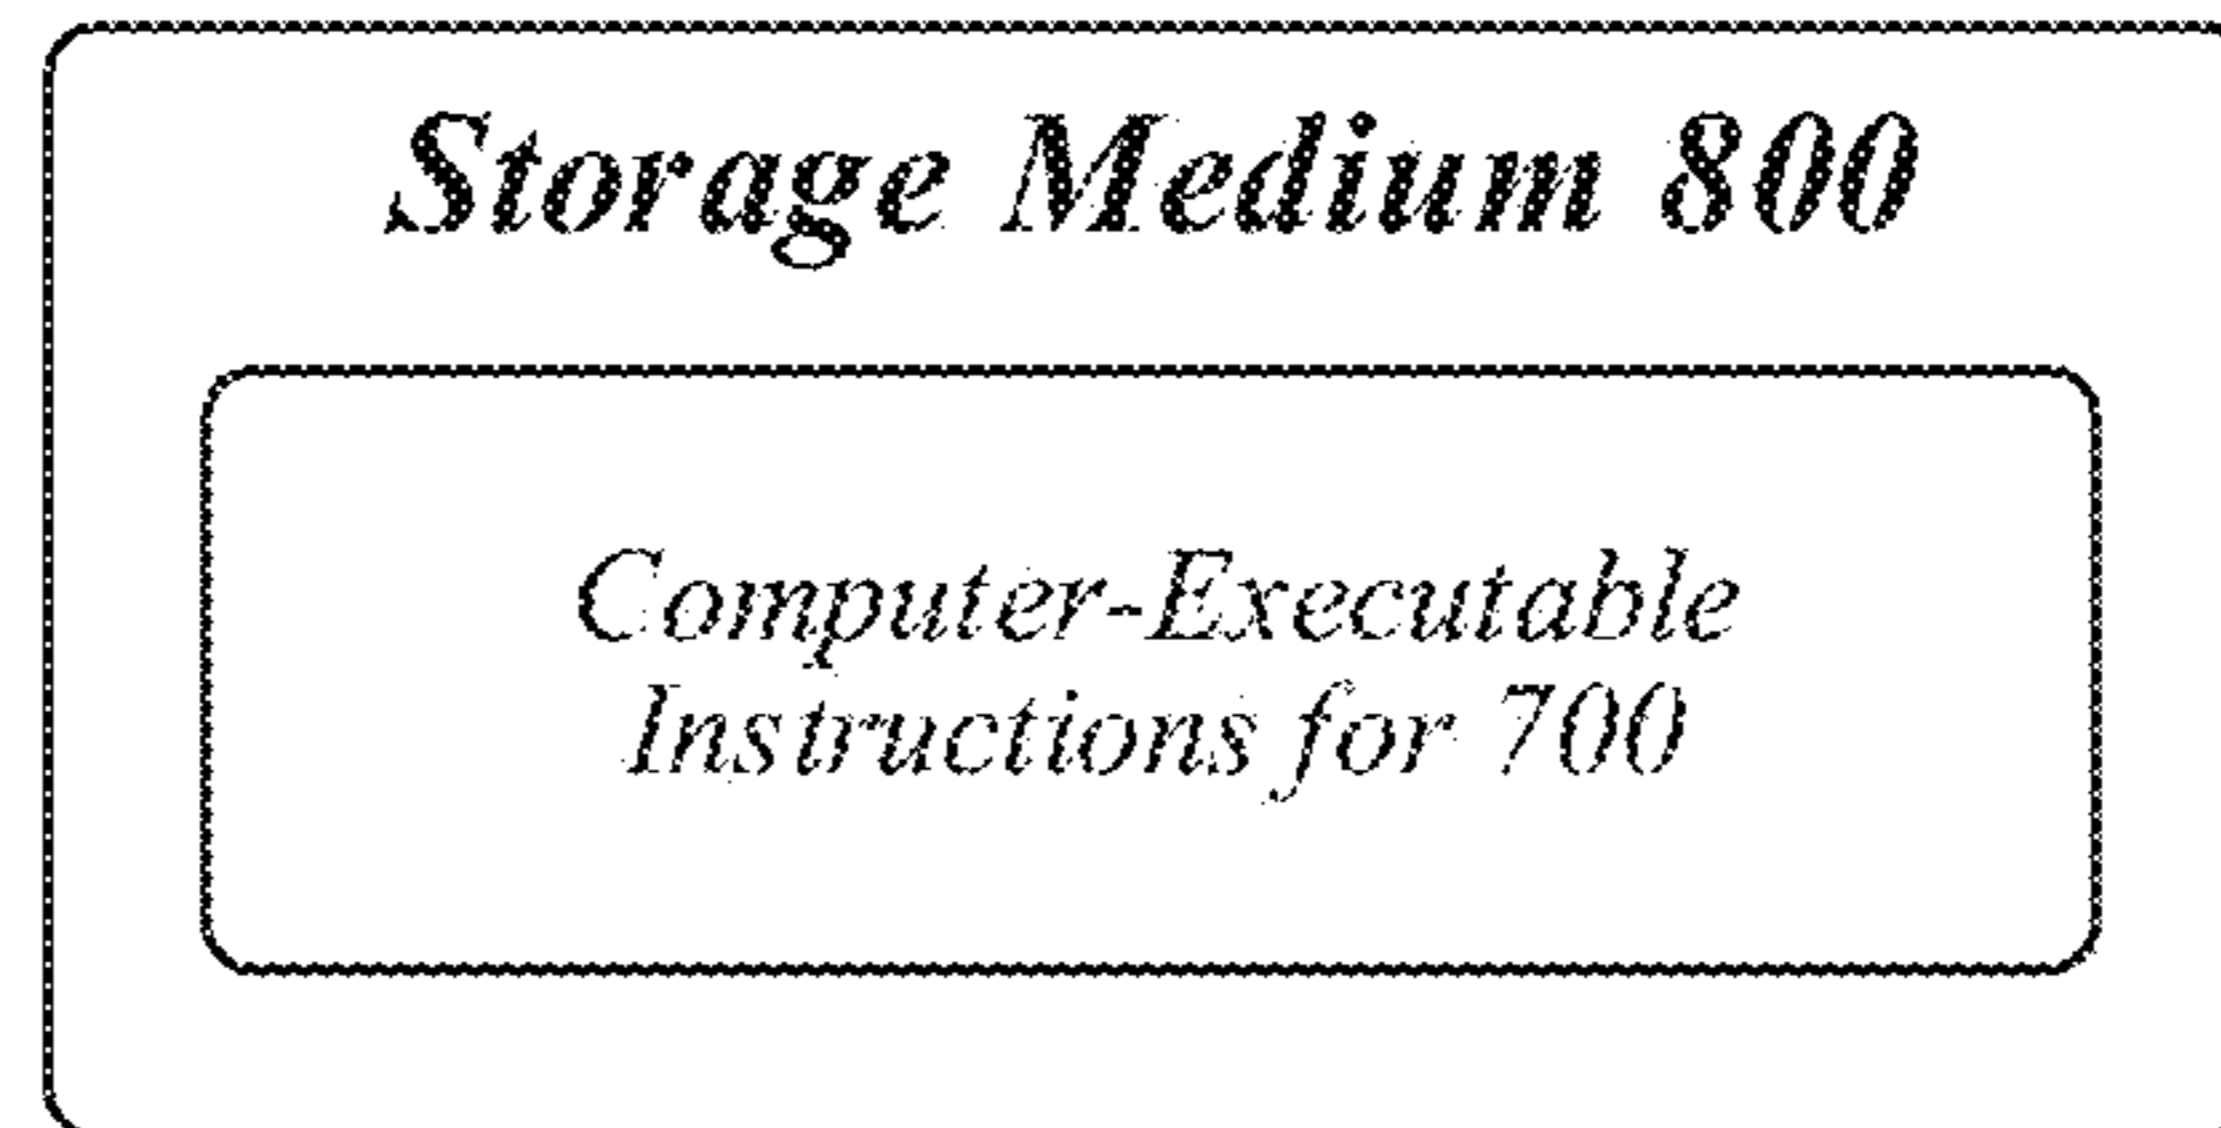 Storage Medium 800
Computer-Executable
Instructions for 700